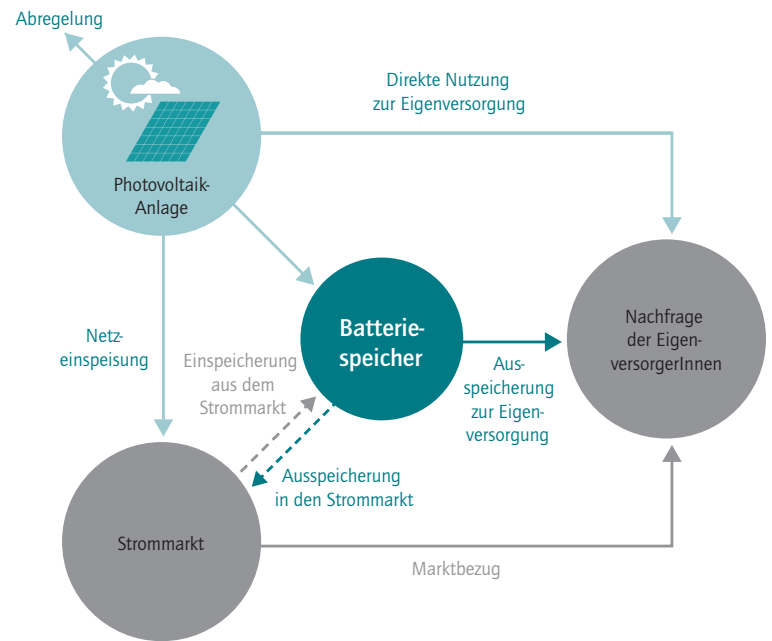 Abregelung
Direkte Nutzung
zur Eigenversorgung
Photovoltaik-
Anlage
Netz-
einspeisung
Batterie-
speicher
Nachfrage
der Eigen-
versorgerInnen
Einspeicherung
aus dem
Strommarkt
Aus-
speicherung
zur Eigen-
versorgung
Ausspeicherung
in den Strommarkt
Strommarkt
Marktbezug